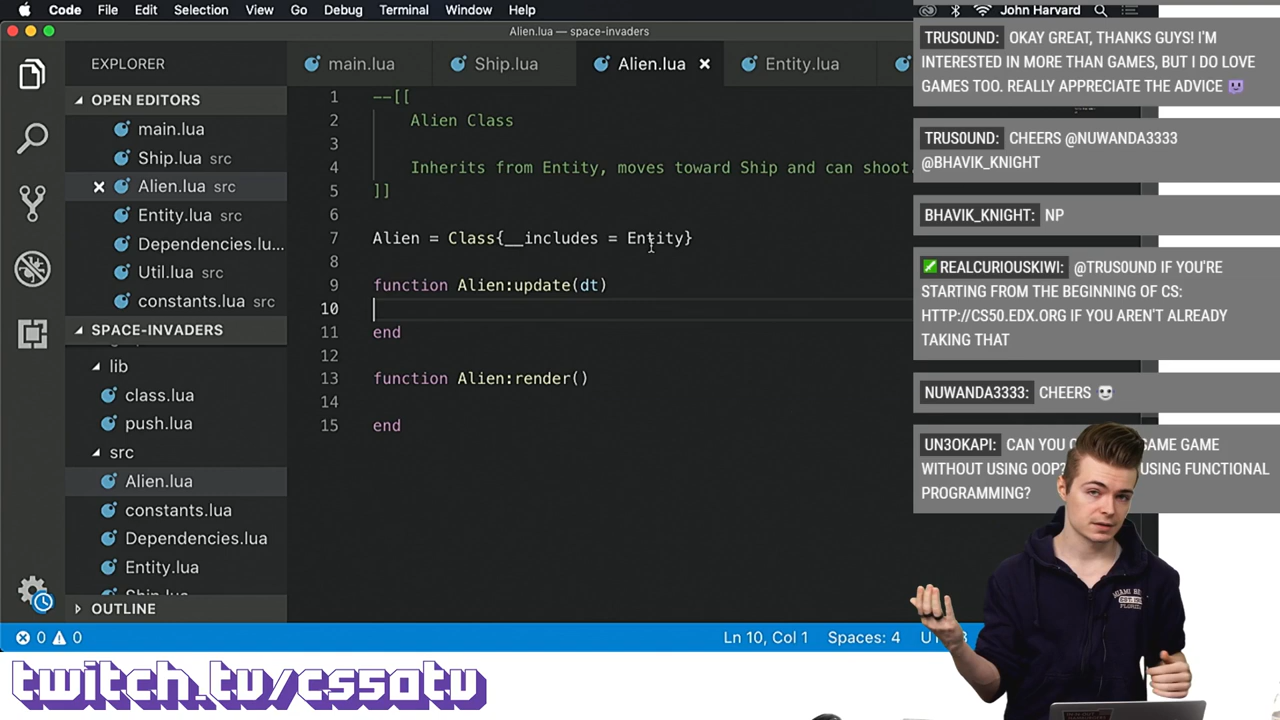 Code File Edit Selection View Go Debug Terminal Window Help
John Harvard
Alien.lua — space-invaders
EXPLORER
OPEN EDITORS
main.lua
Ship.lua src
Alien.lua src
Entity.lua src
Dependencies.lu...
Util.lua src
constants.lua src
SPACE-INVADERS
lib
class.lua
push.lua
src
Alien.lua
constants.lua
Dependencies.lua
Entity.lua
Ship.lua
OUTLINE
main.lua Ship.lua Alien.lua Entity.lua
1 --[[
2 Alien Class
3
4 Inherits from Entity, moves toward Ship and can shoot.
5 ]]
6
7 Alien = Class{__includes = Entity}
8
9 function Alien:update(dt)
10
11 end
12
13 function Alien:render()
14
15 end
TRUS0UND: OKAY GREAT, THANKS GUYS! I'M
INTERESTED IN MORE THAN GAMES, BUT I DO LOVE
GAMES TOO. REALLY APPRECIATE THE ADVICE
TRUS0UND: CHEERS @NUWANDA3333
@BHAVIK_KNIGHT
BHAVIK_KNIGHT: NP
REALCURIOUSKIWI: @TRUS0UND IF YOU'RE
STARTING FROM THE BEGINNING OF CS:
HTTP://CS50.EDX.ORG IF YOU AREN'T ALREADY
TAKING THAT
NUWANDA3333: CHEERS
UN3OKAPI: CAN YOU SAME GAME
WITHOUT USING OOP? USING FUNCTIONAL
PROGRAMMING?
MIAMI
FLORIDA
0 0
Ln 10, Col 1 Spaces: 4
twitch.tv/cs50tv